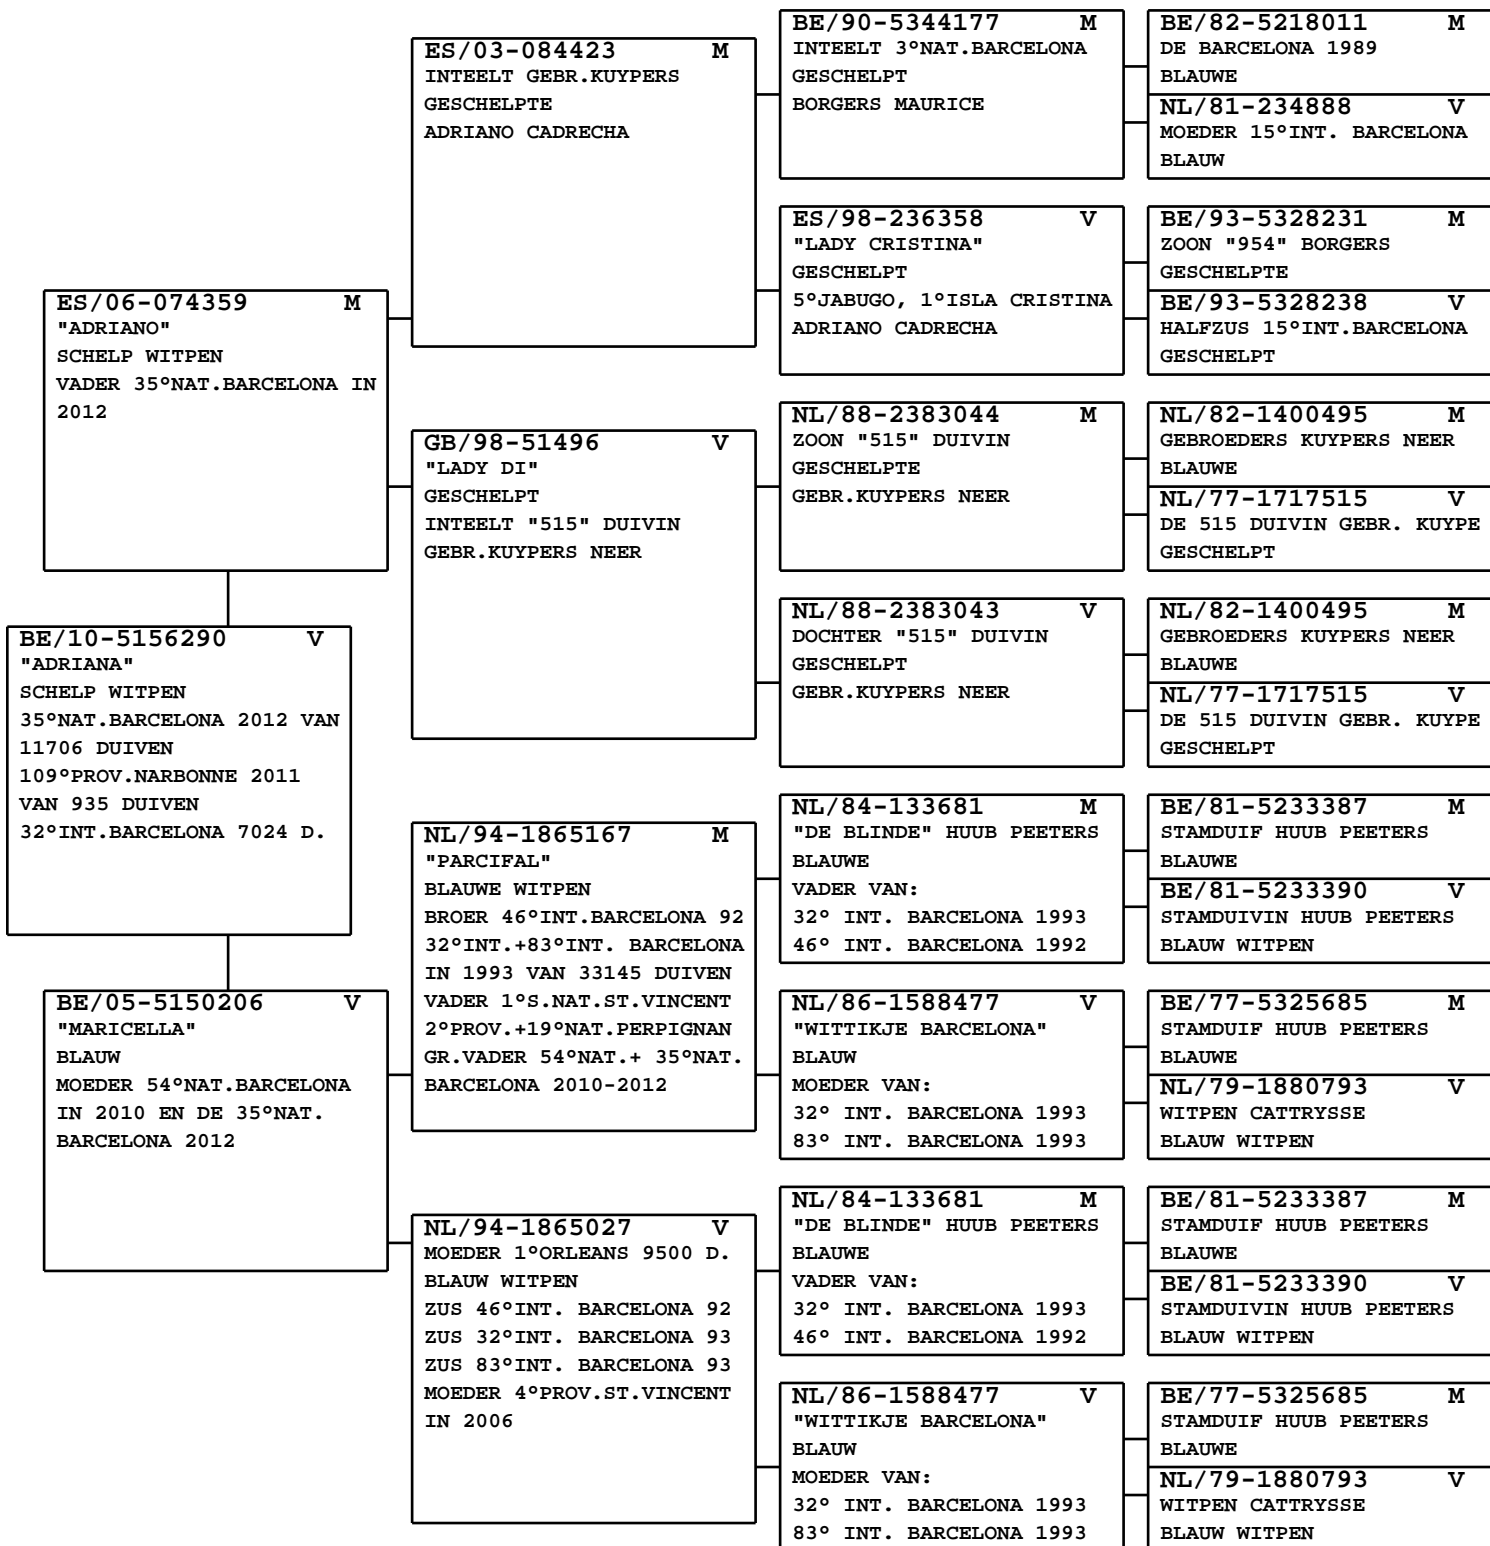 BE/10-5156290 V
"ADRIANA"
SCHELP WITPEN
35°NAT.BARCELONA 2012 VAN
11706 DUIVEN
109°PROV.NARBONNE 2011
VAN 935 DUIVEN
32°INT.BARCELONA 7024 D.
ES/06-074359 M
"ADRIANO"
SCHELP WITPEN
VADER 35°NAT.BARCELONA IN
2012
BE/05-5150206 V
"MARICELLA"
BLAUW
MOEDER 54°NAT.BARCELONA
IN 2010 EN DE 35°NAT.
BARCELONA 2012
ES/03-084423 M
INTEELT GEBR.KUYPERS
GESCHELPTE
ADRIANO CADRECHA
GB/98-51496 V
"LADY DI"
GESCHELPT
INTEELT "515" DUIVIN
GEBR.KUYPERS NEER
NL/94-1865167 M
"PARCIFAL"
BLAUWE WITPEN
BROER 46°INT.BARCELONA 92
32°INT.+83°INT. BARCELONA
IN 1993 VAN 33145 DUIVEN
VADER 1°S.NAT.ST.VINCENT
2°PROV.+19°NAT.PERPIGNAN
GR.VADER 54°NAT.+ 35°NAT.
BARCELONA 2010-2012
NL/94-1865027 V
MOEDER 1°ORLEANS 9500 D.
BLAUW WITPEN
ZUS 46°INT. BARCELONA 92
ZUS 32°INT. BARCELONA 93
ZUS 83°INT. BARCELONA 93
MOEDER 4°PROV.ST.VINCENT
IN 2006
BE/90-5344177 M
INTEELT 3°NAT.BARCELONA
GESCHELPT
BORGERS MAURICE
ES/98-236358 V
"LADY CRISTINA"
GESCHELPT
5°JABUGO, 1°ISLA CRISTINA
ADRIANO CADRECHA
NL/88-2383044 M
ZOON "515" DUIVIN
GESCHELPTE
GEBR.KUYPERS NEER
NL/88-2383043 V
DOCHTER "515" DUIVIN
GESCHELPT
GEBR.KUYPERS NEER
NL/84-133681 M
"DE BLINDE" HUUB PEETERS
BLAUWE
VADER VAN:
32° INT. BARCELONA 1993
46° INT. BARCELONA 1992
NL/86-1588477 V
"WITTIKJE BARCELONA"
BLAUW
MOEDER VAN:
32° INT. BARCELONA 1993
83° INT. BARCELONA 1993
NL/84-133681 M
"DE BLINDE" HUUB PEETERS
BLAUWE
VADER VAN:
32° INT. BARCELONA 1993
46° INT. BARCELONA 1992
NL/86-1588477 V
"WITTIKJE BARCELONA"
BLAUW
MOEDER VAN:
32° INT. BARCELONA 1993
83° INT. BARCELONA 1993
BE/82-5218011 M
DE BARCELONA 1989
BLAUWE
NL/81-234888 V
MOEDER 15°INT. BARCELONA
BLAUW
BE/93-5328231 M
ZOON "954" BORGERS
GESCHELPTE
BE/93-5328238 V
HALFZUS 15°INT.BARCELONA
GESCHELPT
NL/82-1400495 M
GEBROEDERS KUYPERS NEER
BLAUWE
NL/77-1717515 V
DE 515 DUIVIN GEBR. KUYPE
GESCHELPT
NL/82-1400495 M
GEBROEDERS KUYPERS NEER
BLAUWE
NL/77-1717515 V
DE 515 DUIVIN GEBR. KUYPE
GESCHELPT
BE/81-5233387 M
STAMDUIF HUUB PEETERS
BLAUWE
BE/81-5233390 V
STAMDUIVIN HUUB PEETERS
BLAUW WITPEN
BE/77-5325685 M
STAMDUIF HUUB PEETERS
BLAUWE
NL/79-1880793 V
WITPEN CATTRYSSE
BLAUW WITPEN
BE/81-5233387 M
STAMDUIF HUUB PEETERS
BLAUWE
BE/81-5233390 V
STAMDUIVIN HUUB PEETERS
BLAUW WITPEN
BE/77-5325685 M
STAMDUIF HUUB PEETERS
BLAUWE
NL/79-1880793 V
WITPEN CATTRYSSE
BLAUW WITPEN